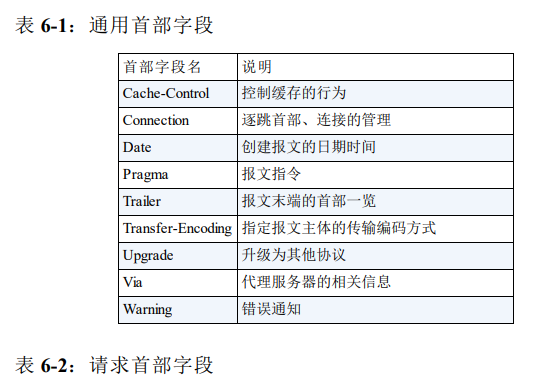 表 6-1：通用首部字段
首部字段名 说明
Cache-Control 控制缓存的行为
Connection 逐跳首部、连接的管理
Date 创建报文的日期时间
Pragma 报文指令
Trailer 报文末端的首部一览
Transfer-Encoding 指定报文主体的传输编码方式
Upgrade 升级为其他协议
Via 代理服务器的相关信息
Warning 错误通知
表 6-2：请求首部字段